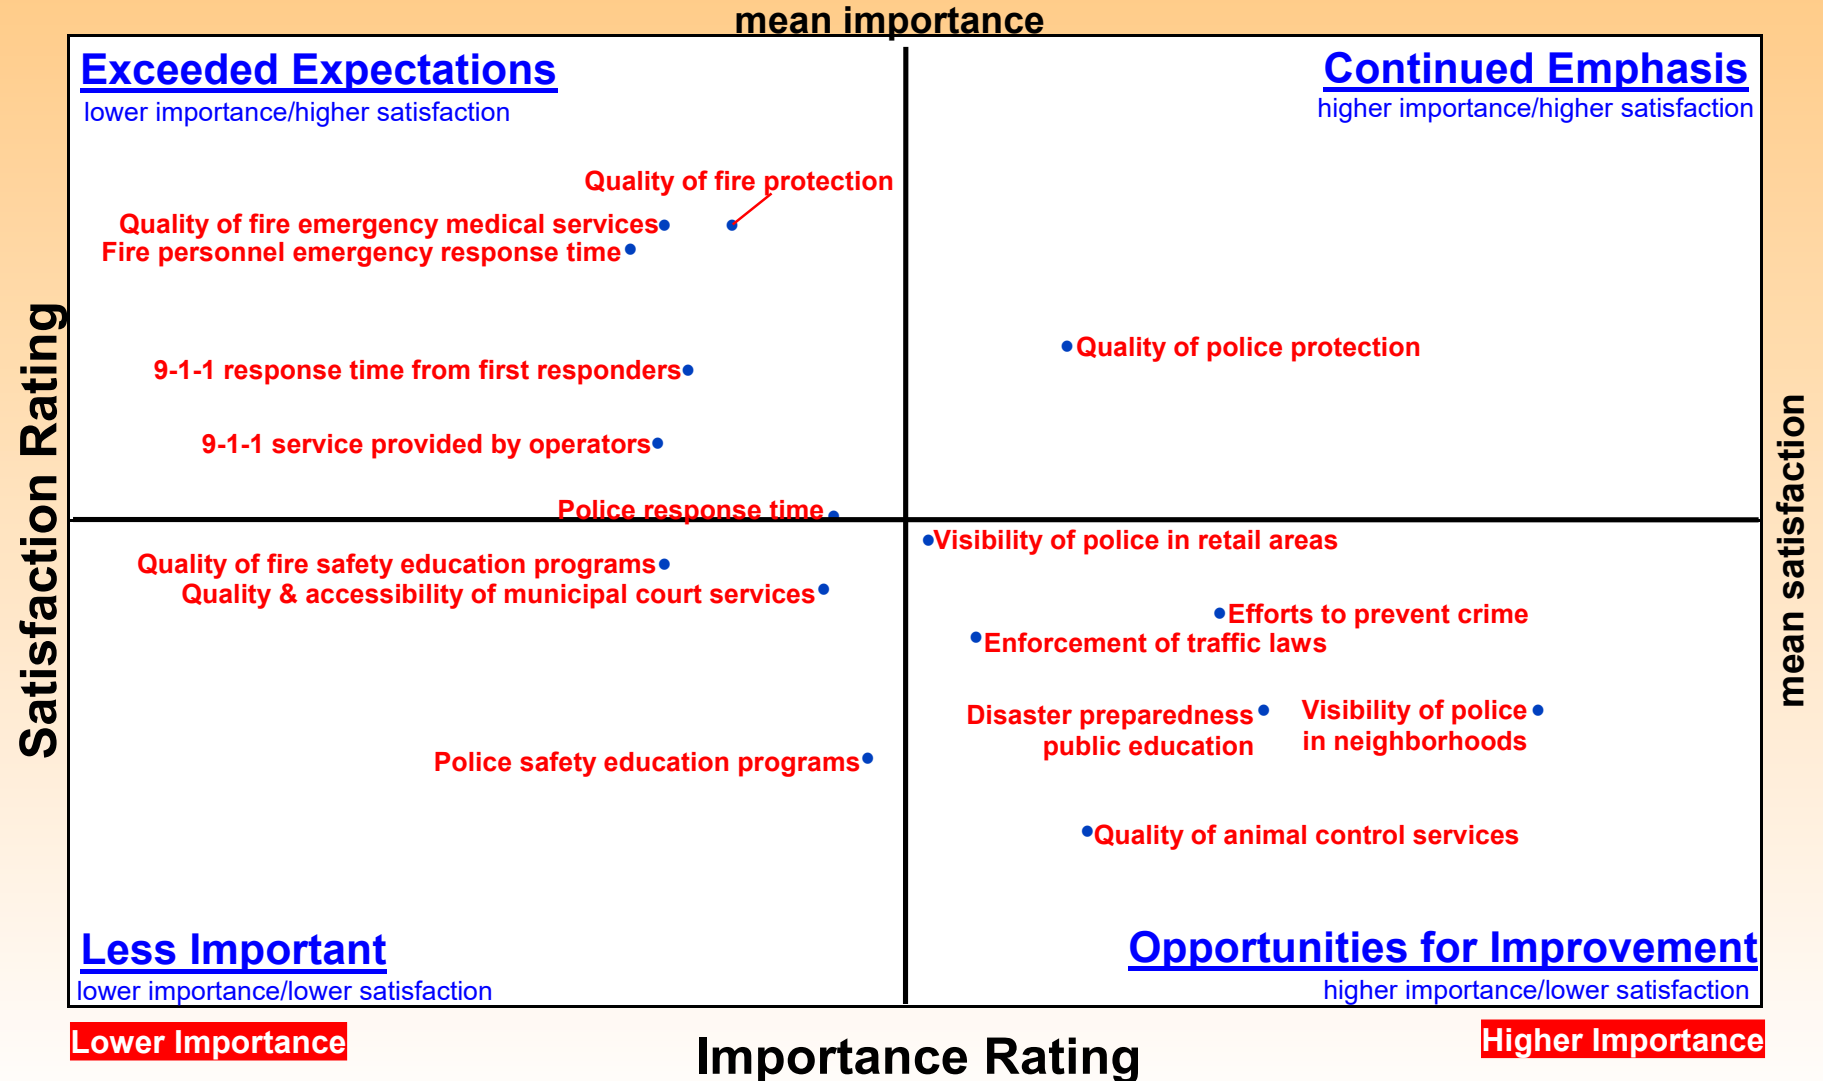 mean importance
Exceeded Expectations
lower importance/higher satisfaction
Continued Emphasis
higher importance/higher satisfaction
Quality of fire protection
Quality of fire emergency medical services
Fire personnel emergency response time
Quality of police protection
9-1-1 response time from first responders
9-1-1 service provided by operators
Police response time
Satisfaction Rating
mean satisfaction
Visibility of police in retail areas
Quality of fire safety education programs
Quality & accessibility of municipal court services
Efforts to prevent crime
Enforcement of traffic laws
Disaster preparedness
public education
Visibility of police
in neighborhoods
Police safety education programs
Quality of animal control services
Less Important
lower importance/lower satisfaction
Opportunities for Improvement
higher importance/lower satisfaction
Lower Importance
Importance Rating
Higher Importance